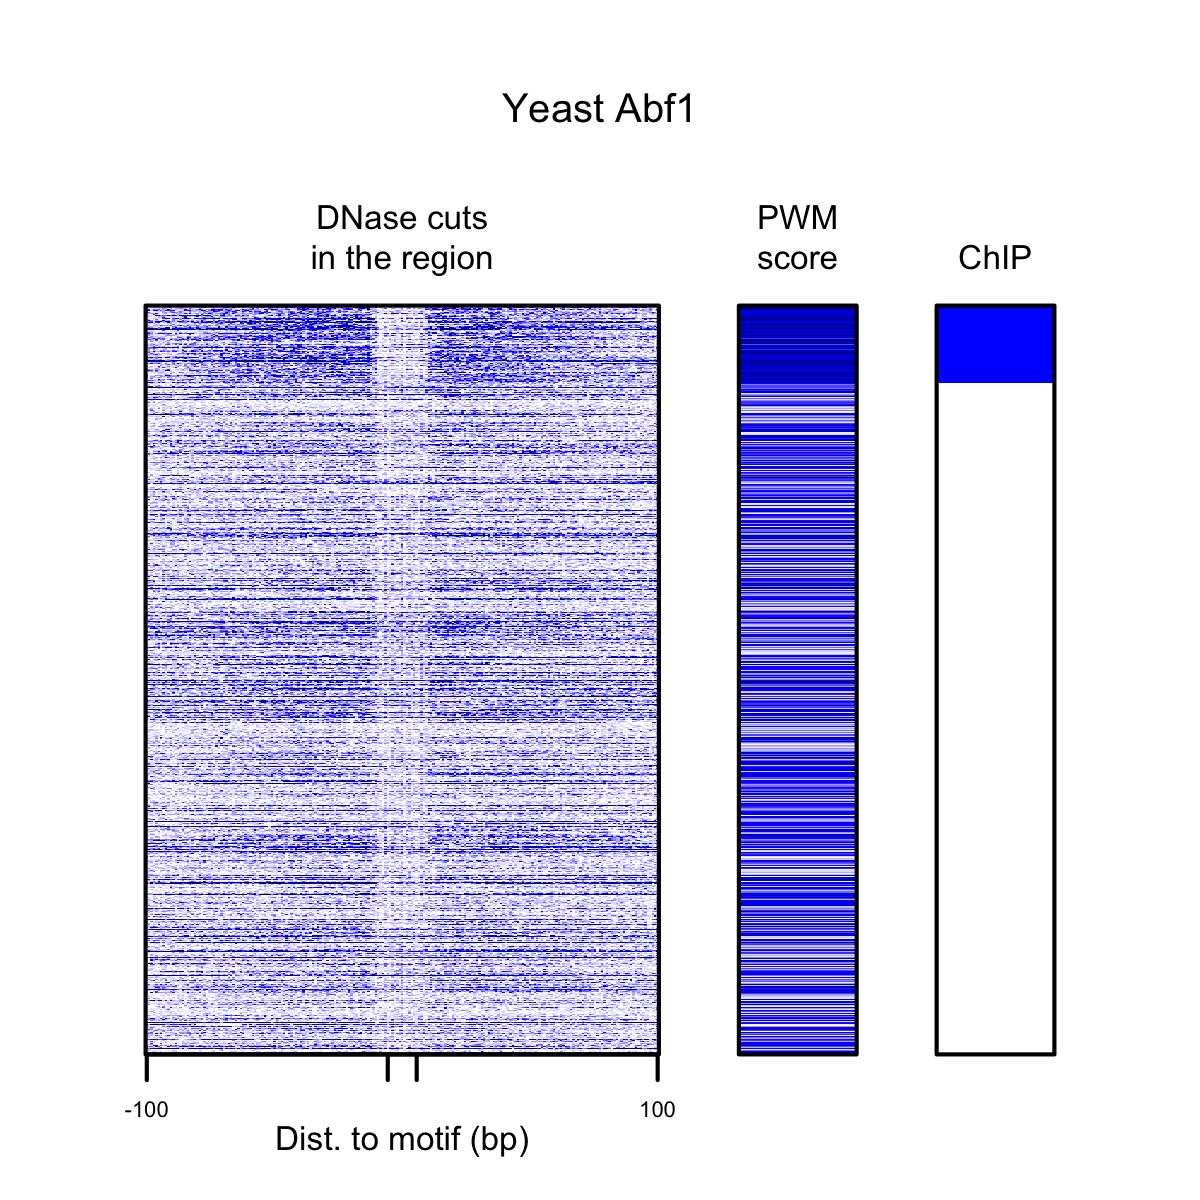 Yeast Abf1
DNase cuts
in the region
PWM
score
ChIP
-100
100
Dist. to motif (bp)